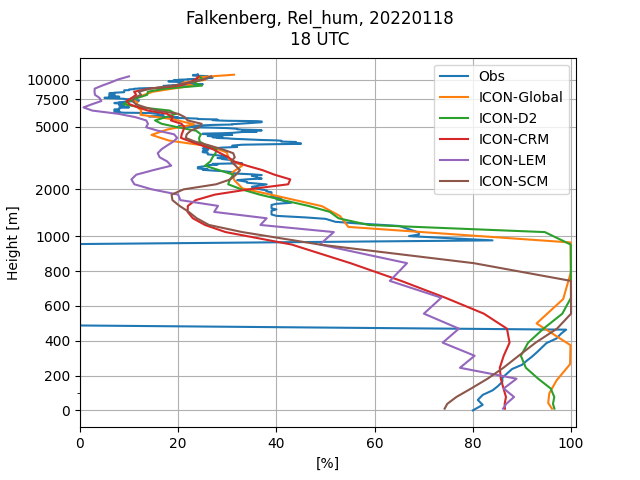 Falkenberg, Rel_hum, 20220118
18 UTC
Obs
ICON-Global
ICON-D2
ICON-CRM
ICON-LEM
ICON-SCM
Height [m]
10000
7500
5000
2000
1000
800
600
400
200
0
0 20 40 60 80 100
[%]